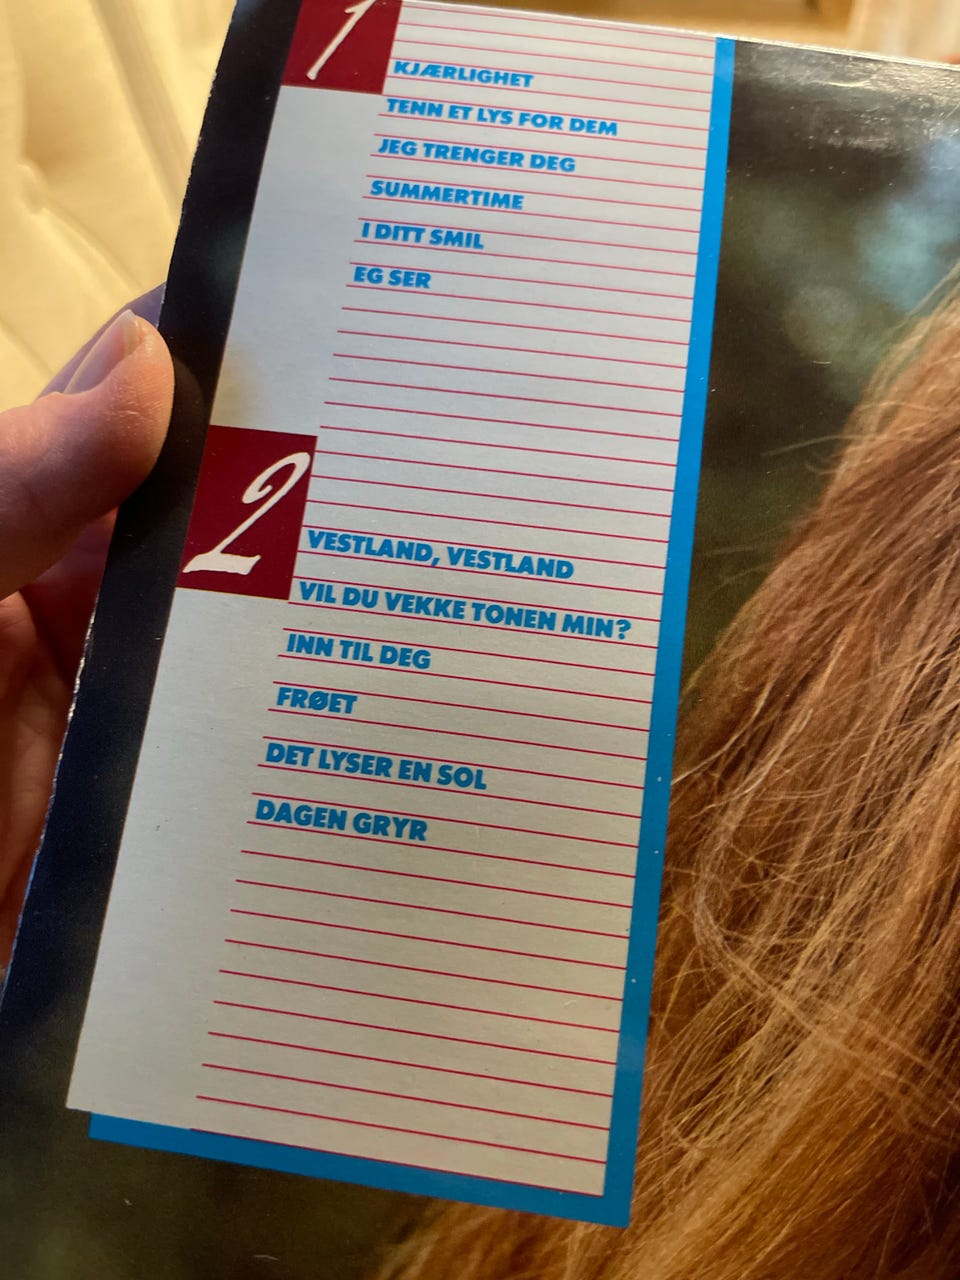 1
KJÆRLIGHET
TENN ET LYS FOR DEM
JEG TRENGER DEG
SUMMERTIME
I DITT SMIL
EG SER
2
VESTLAND, VESTLAND
VIL DU VEKKE TONEN MIN?
INN TIL DEG
FRØET
DET LYSER EN SOL
DAGEN GRYR